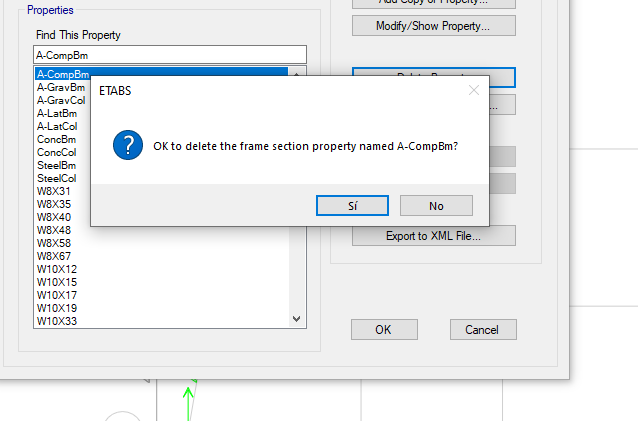 Properties
Find This Property
A-CompBm
A-CompBm
A-GravBm
A-GravCol
A-LatBm
A-LatCol
ConcBm
ConcCol
SteelBm
SteelCol
W8X31
W8X35
W8X40
W8X48
W8X58
W8X67
W10X12
W10X15
W10X17
W10X19
W10X33
Modify/Show Property...
ETABS
OK to delete the frame section property named A-CompBm?
Sí
No
Export to XML File...
OK
Cancel